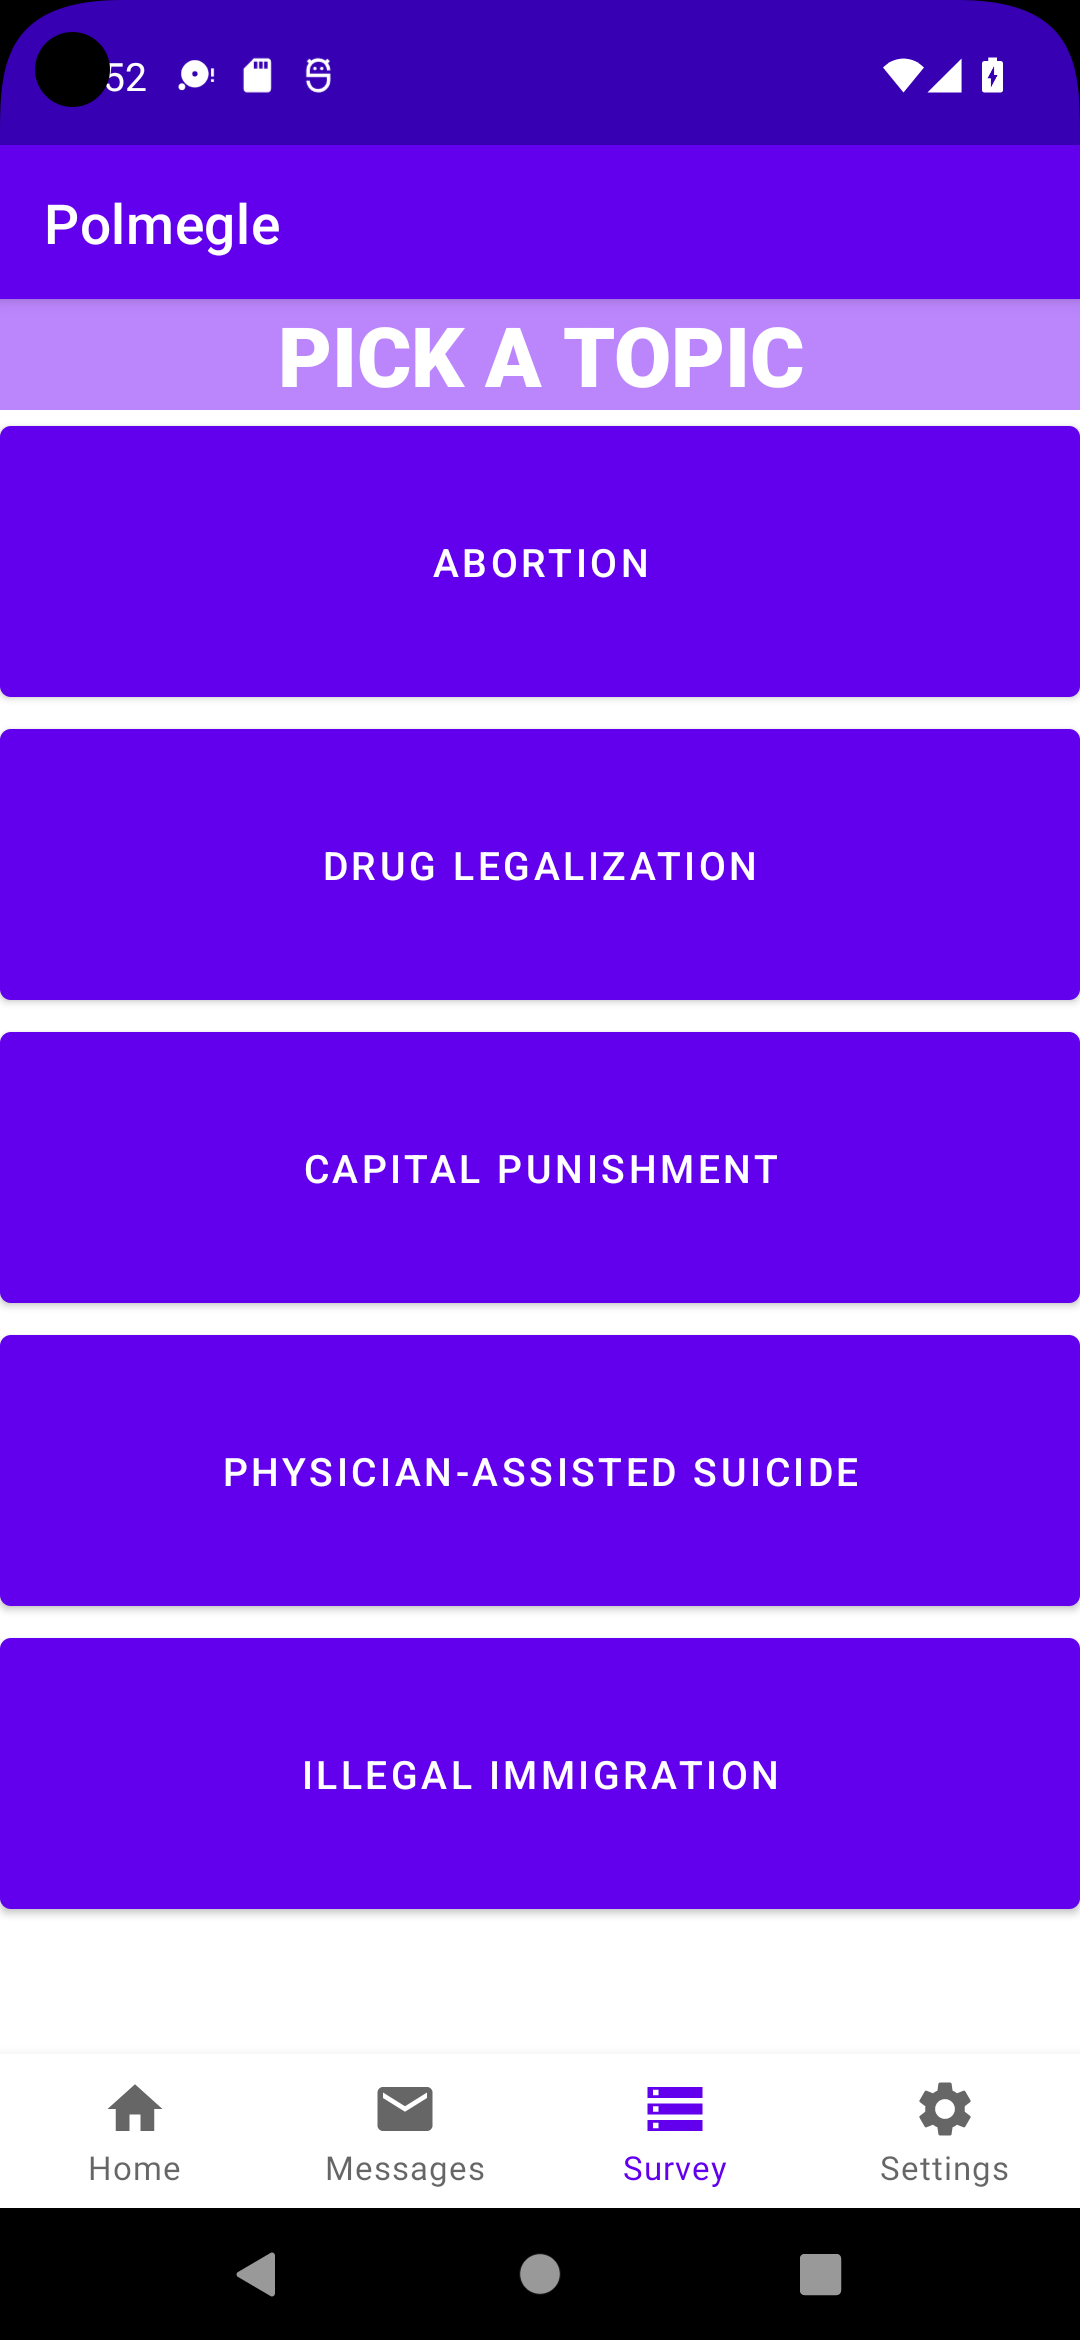 52
Polmegle
PICK A TOPIC
ABORTION
DRUG LEGALIZATION
CAPITAL PUNISHMENT
PHYSICIAN-ASSISTED SUICIDE
ILLEGAL IMMIGRATION
Home Messages Survey Settings